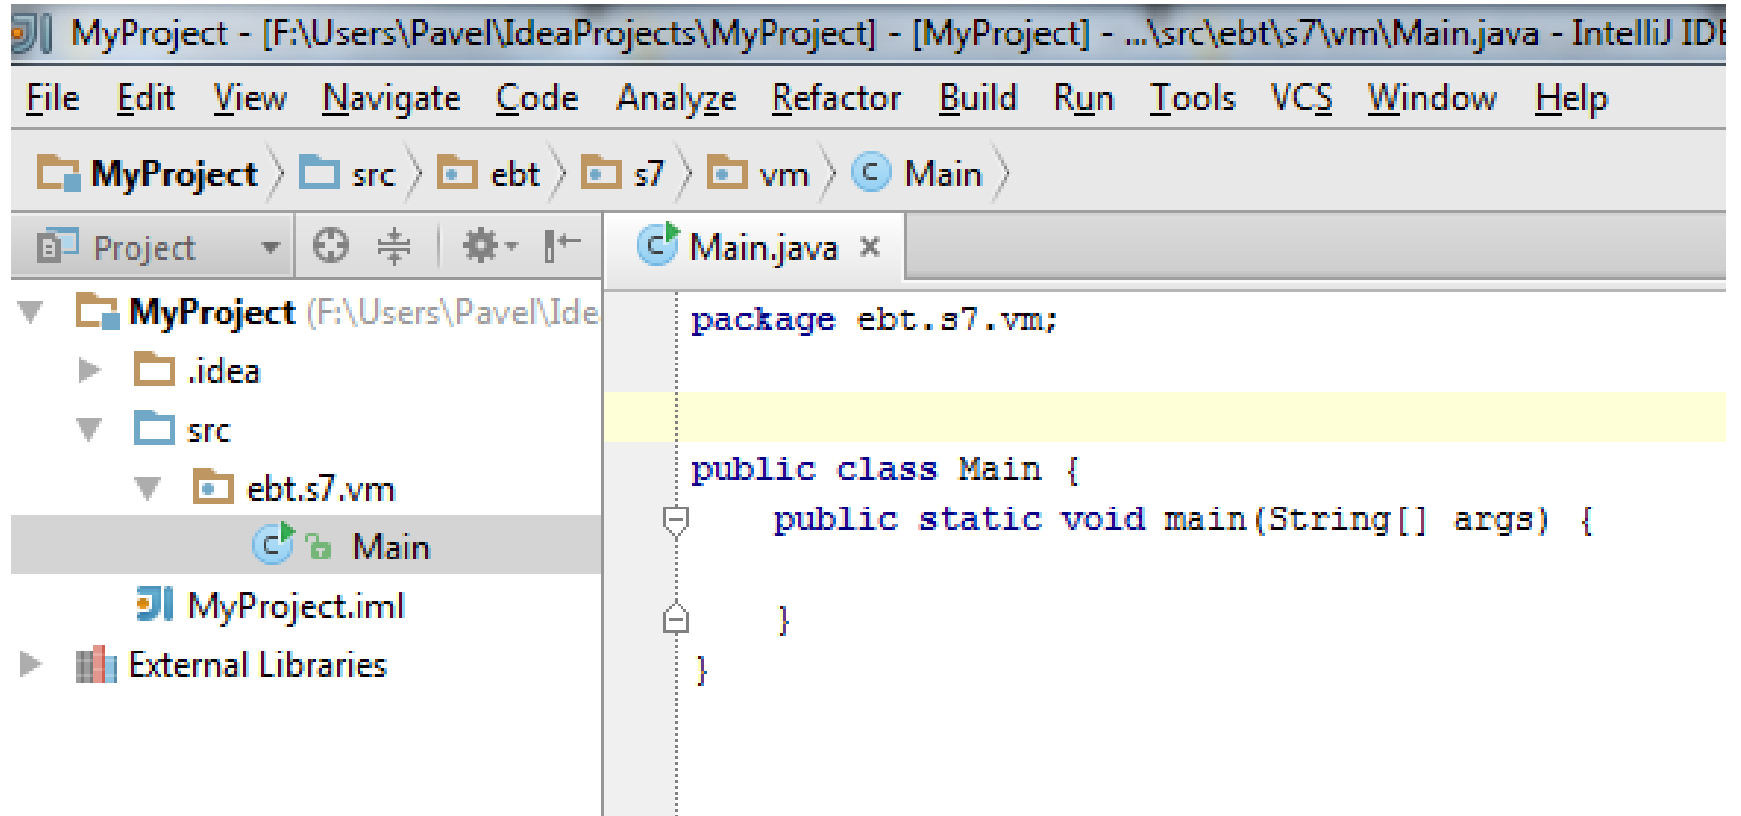 MyProject - [F:\Users\Pavel\IdeaProjects\MyProject] - [MyProject] - ...\src\ebt\s7\vm\Main.java - IntelliJ IDE
File Edit View Navigate Code Analyze Refactor Build Run Tools VCS Window Help
MyProject src ebt s7 vm Main
Project
Main.java
MyProject (F:\Users\Pavel\Ide
.idea
src
ebt.s7.vm
Main
MyProject.iml
External Libraries
package ebt.s7.vm;
public class Main {
public static void main(String[] args) {
}
}